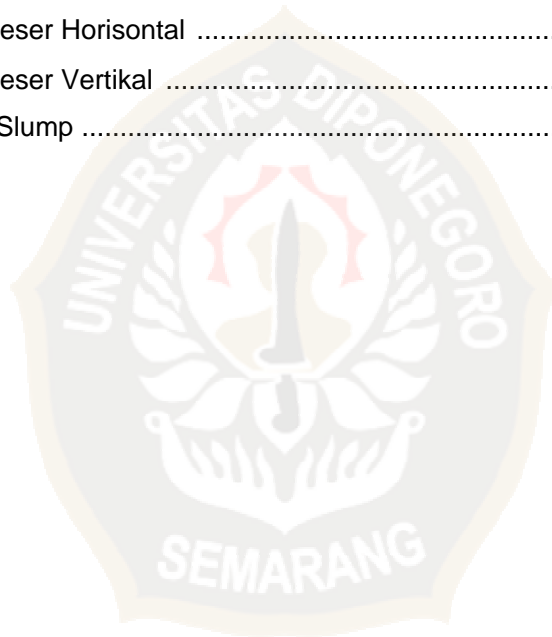 eser Horisontal ...................................................
eser Vertikal .......................................................
Slump ................................................................
UNIVERSITAS DIPONEGORO
SEMARANG